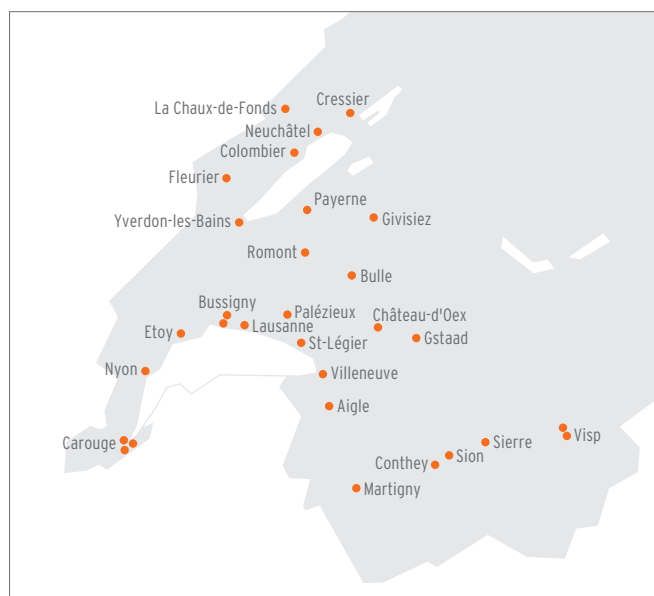 Cressier
La Chaux-de-Fonds
Neuchâtel
Colombier
Fleurier
Payerne
Yverdon-les-Bains
Givisiez
Romont
Bulle
Bussigny
Palézieux
Château-d'Oex
Etoy
Lausanne
Gstaad
St-Légier
Nyon
Villeneuve
Aigle
Carouge
Sierre
Visp
Sion
Conthey
Martigny